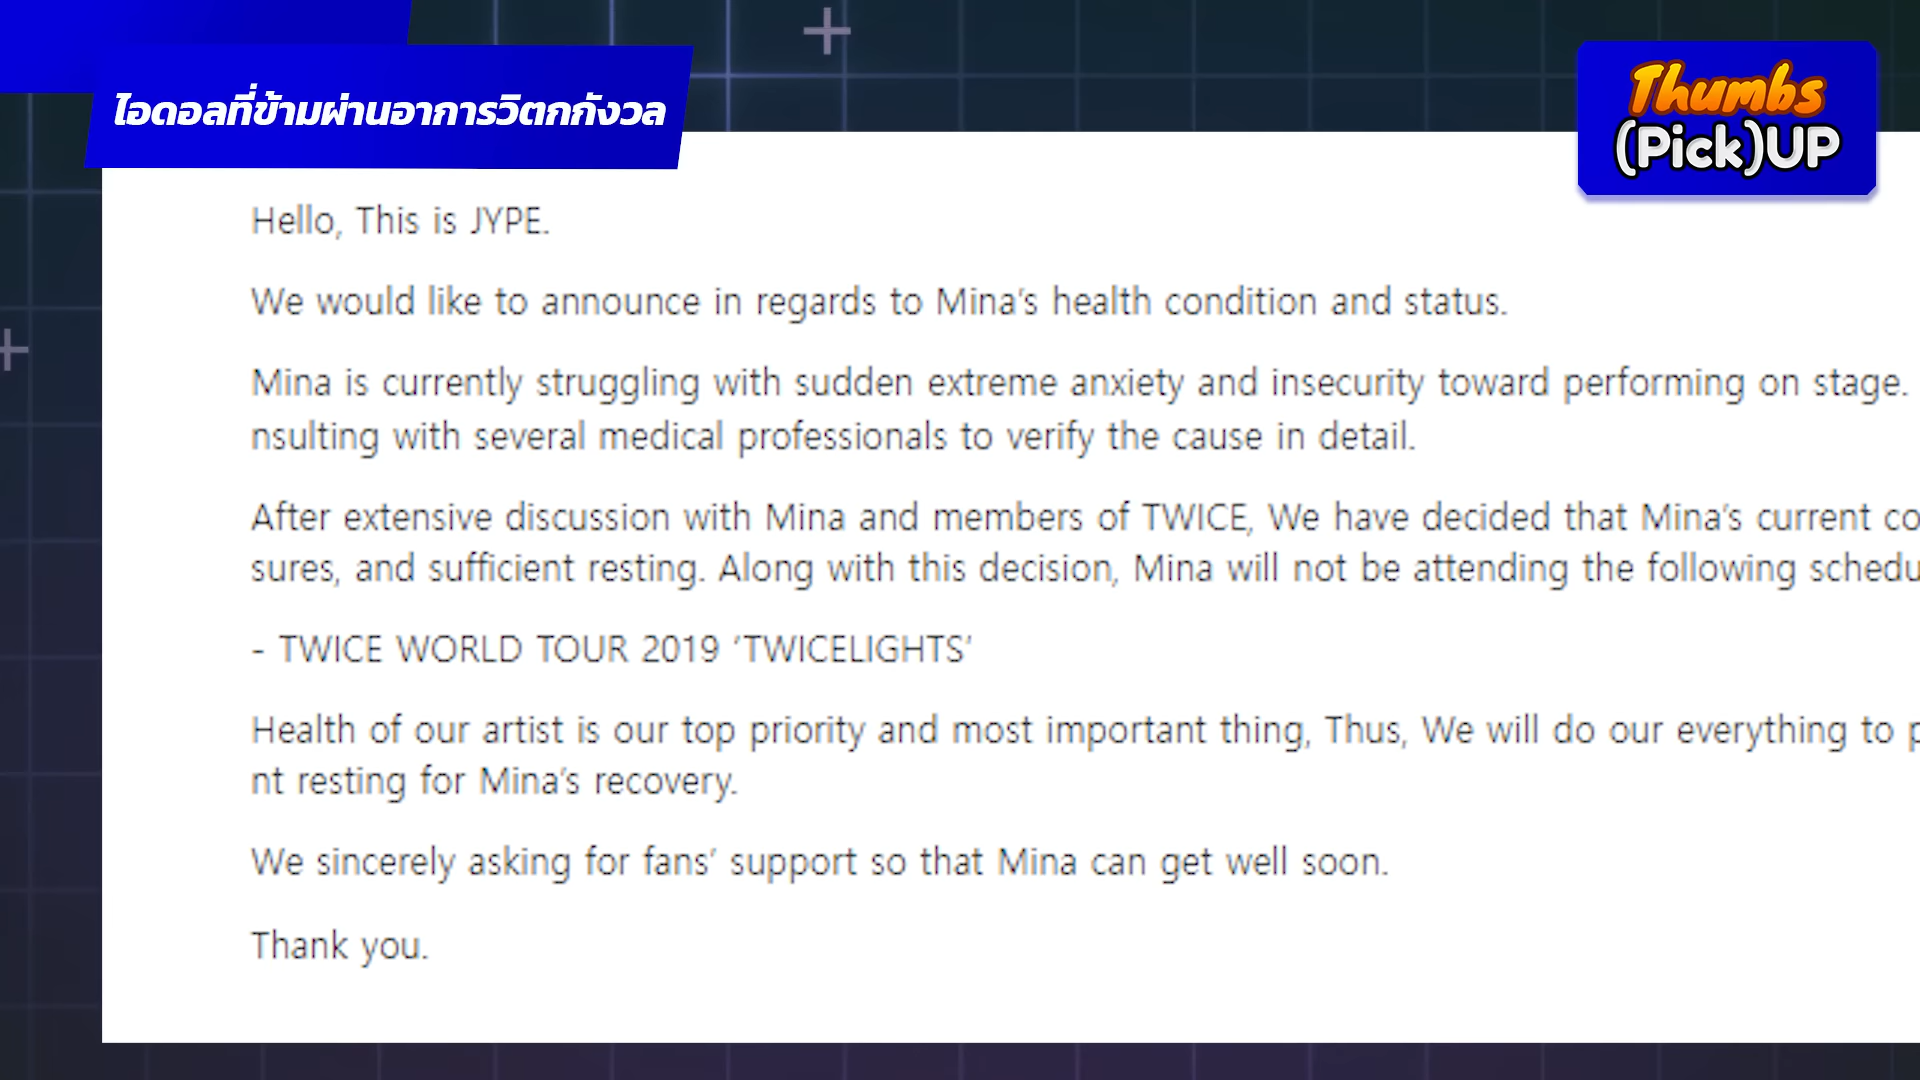 ไอดอลที่ข้ามผ่านอาการวิตกกังวล
Thumbs
(Pick)UP
Hello, This is JYPE.
We would like to announce in regards to Mina's health condition and status.
Mina is currently struggling with sudden extreme anxiety and insecurity toward performing on stage.
nsulting with several medical professionals to verify the cause in detail.
After extensive discussion with Mina and members of TWICE, We have decided that Mina's current co
sures, and sufficient resting. Along with this decision, Mina will not be attending the following schedu
- TWICE WORLD TOUR 2019 'TWICELIGHTS'
Health of our artist is our top priority and most important thing, Thus, We will do our everything to p
nt resting for Mina's recovery.
We sincerely asking for fans' support so that Mina can get well soon.
Thank you.